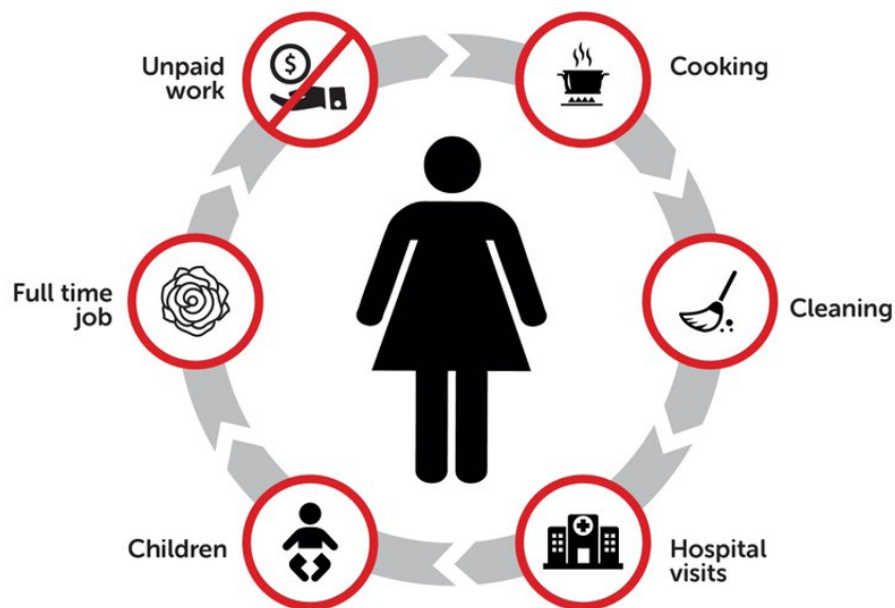 Unpaid
work
Cooking
Full time
job
Cleaning
Children
Hospital
visits